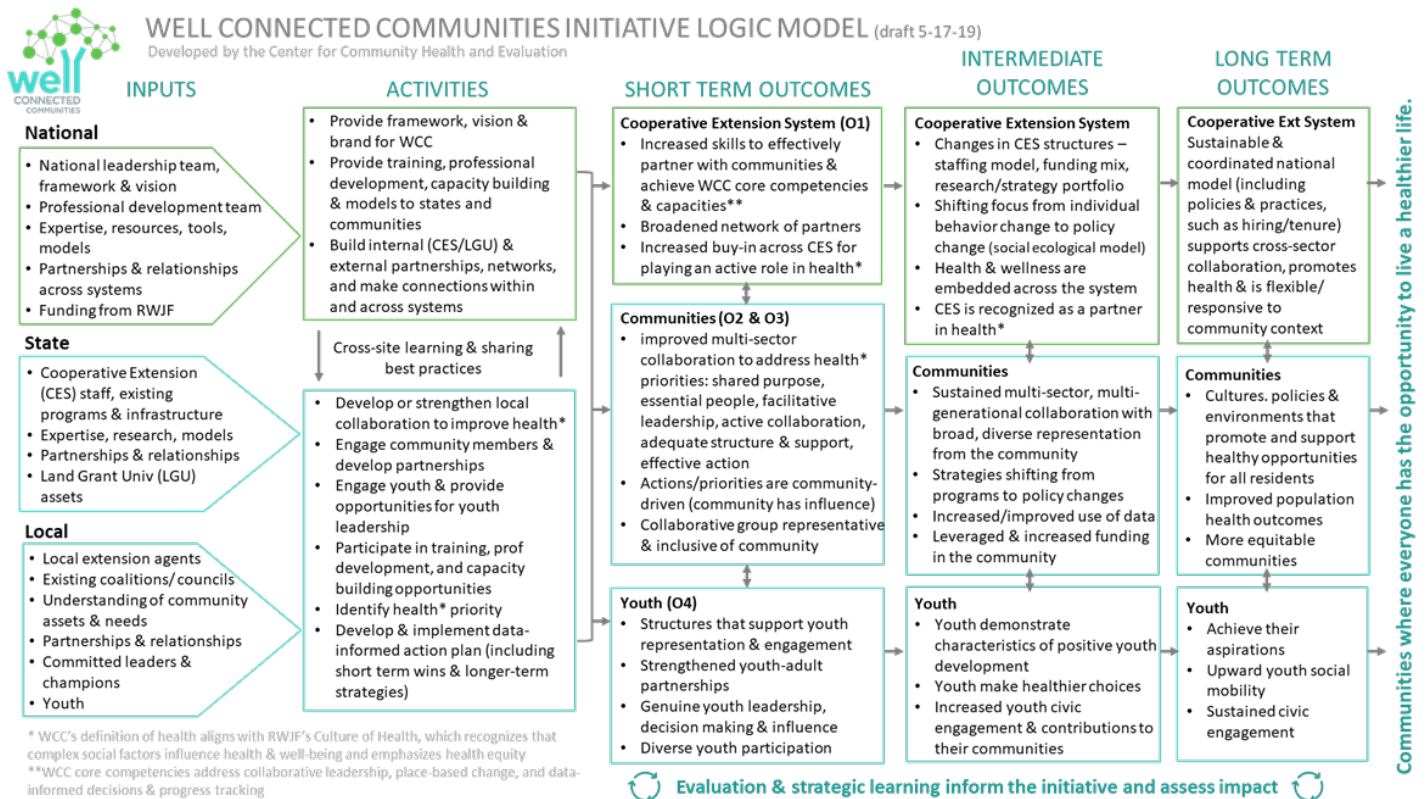 WELL CONNECTED COMMUNITIES INITIATIVE LOGIC MODEL (draft 5-17-19)
Developed by the Center for Community Health and Evaluation
well
CONNECTED
COMMUNITIES
INPUTS
National
• National leadership team,
framework & vision
• Professional development team
• Expertise, resources, tools,
models
• Partnerships & relationships
across systems
• Funding from RWJF
State
• Cooperative Extension
(CES) staff, existing
programs & infrastructure
• Expertise, research, models
• Partnerships & relationships
• Land Grant Univ (LGU)
assets
Local
• Local extension agents
• Existing coalitions/councils
• Understanding of community
assets & needs
• Partnerships & relationships
• Committed leaders &
champions
• Youth
ACTIVITIES
• Provide framework, vision &
brand for WCC
• Provide training, professional
development, capacity building
& models to states and
communities
• Build internal (CES/LGU) &
external partnerships, networks,
and make connections within
and across systems
Cross-site learning & sharing
best practices
• Develop or strengthen local
collaboration to improve health*
• Engage community members &
develop partnerships
• Engage youth & provide
opportunities for youth
leadership
• Participate in training, prof
development, and capacity
building opportunities
• Identify health* priority
• Develop & implement data-
informed action plan (including
short term wins & longer-term
strategies)
SHORT TERM OUTCOMES
Cooperative Extension System (O1)
• Increased skills to effectively
partner with communities &
achieve WCC core competencies
& capacities**
• Broadened network of partners
• Increased buy-in across CES for
playing an active role in health*
Communities (O2 & O3)
• improved multi-sector
collaboration to address health*
priorities: shared purpose,
essential people, facilitative
leadership, active collaboration,
adequate structure & support,
effective action
• Actions/priorities are community-
driven (community has influence)
• Collaborative group representative
& inclusive of community
Youth (O4)
• Structures that support youth
representation & engagement
• Strengthened youth-adult
partnerships
• Genuine youth leadership,
decision making & influence
• Diverse youth participation
INTERMEDIATE
OUTCOMES
Cooperative Extension System
• Changes in CES structures –
staffing model, funding mix,
research/strategy portfolio
• Shifting focus from individual
behavior change to policy
change (social ecological model)
• Health & wellness are
embedded across the system
• CES is recognized as a partner
in health*
Communities
• Sustained multi-sector, multi-
generational collaboration with
broad, diverse representation
from the community
• Strategies shifting from
programs to policy changes
• Increased/improved use of data
• Leveraged & increased funding
in the community
Youth
• Youth demonstrate
characteristics of positive youth
development
• Youth make healthier choices
• Increased youth civic
engagement & contributions to
their communities
LONG TERM
OUTCOMES
Cooperative Ext System
Sustainable &
coordinated national
model (including
policies & practices,
such as hiring/tenure)
supports cross-sector
collaboration, promotes
health & is flexible/
responsive to
community context
Communities
• Cultures. policies &
environments that
promote and support
healthy opportunities
for all residents
• Improved population
health outcomes
• More equitable
communities
Youth
• Achieve their
aspirations
• Upward youth social
mobility
• Sustained civic
engagement
Communities where everyone has the opportunity to live a healthier life.
* WCC's definition of health aligns with RWJF's Culture of Health, which recognizes that
complex social factors influence health & well-being and emphasizes health equity
**WCC core competencies address collaborative leadership, place-based change, and data-
informed decisions & progress tracking
Evaluation & strategic learning inform the initiative and assess impact